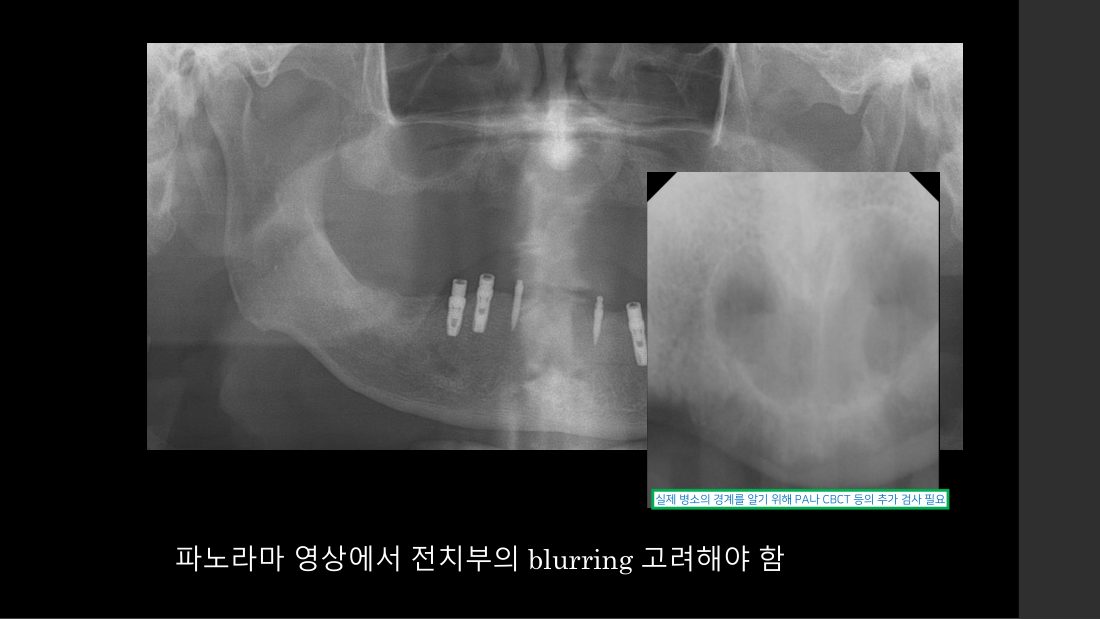 실제 병소의 경계를 알기 위해 PA나 CBCT 등의 추가 검사 필요
파노라마 영상에서 전치부의 blurring 고려해야 함